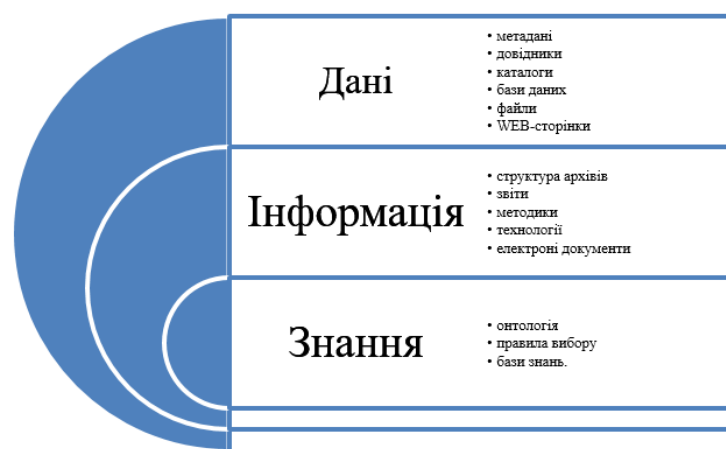 Дані
• метадані
• довідники
• каталоги
• бази даних
• файли
• WEB-сторінки
Інформація
• структура архівів
• звіти
• методики
• технології
• електроні документи
Знання
• онтологія
• правила вибору
• бази знань.